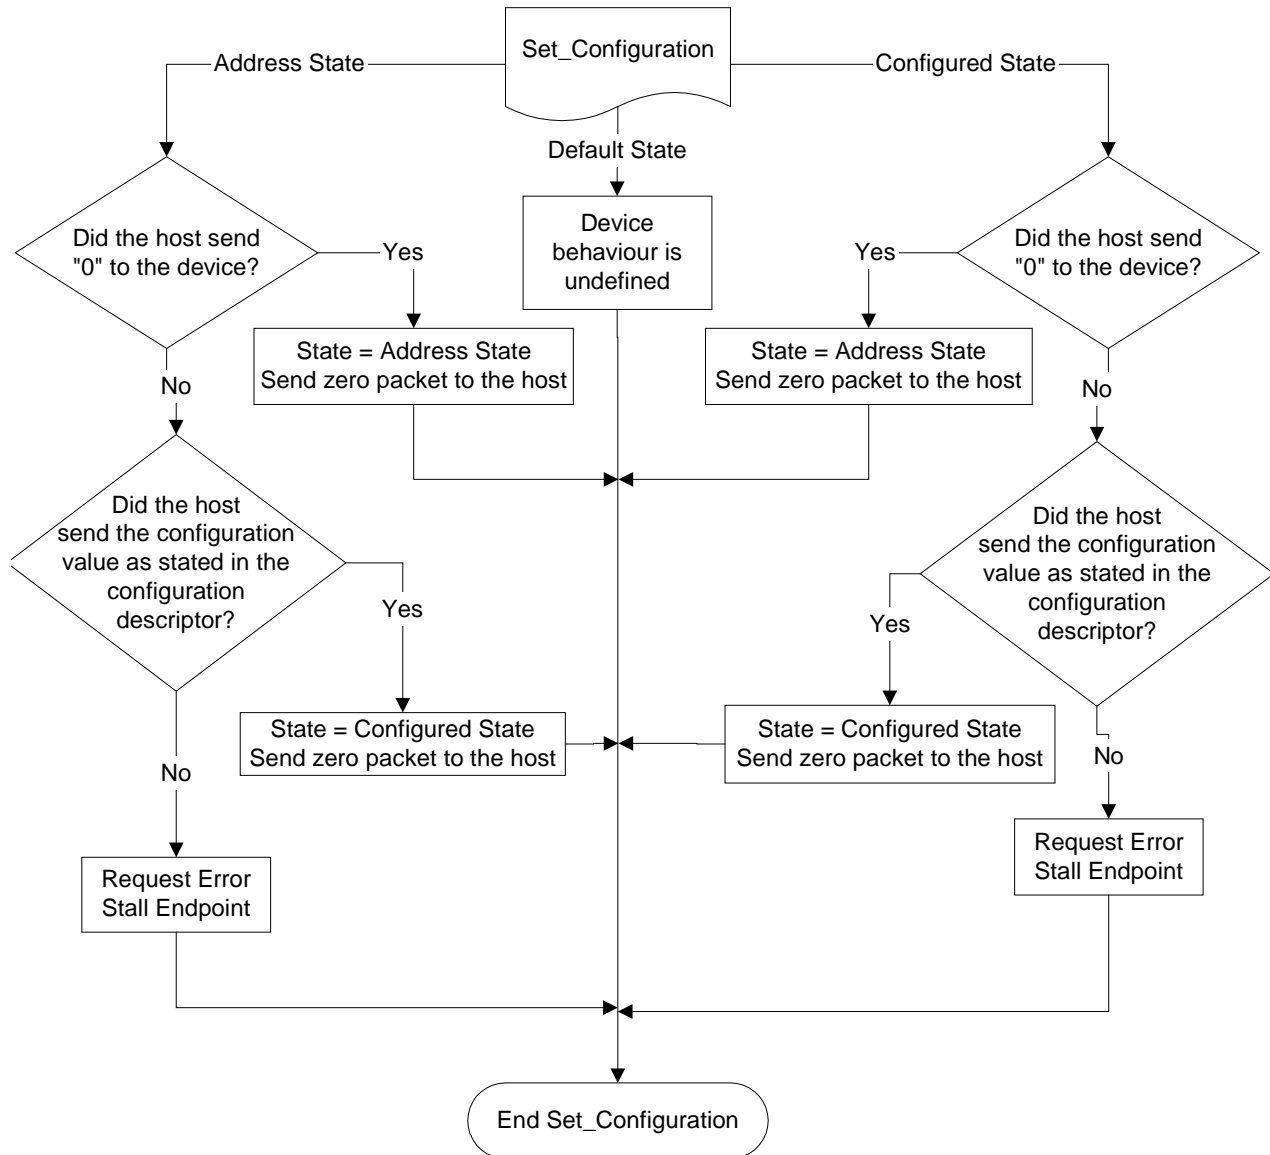 Set_Configuration
Address State
Configured State
Default State
Did the host send
"0" to the device?
Yes
Device
behaviour is
undefined
Yes
Did the host send
"0" to the device?
State = Address State
Send zero packet to the host
State = Address State
Send zero packet to the host
No
No
Did the host
send the configuration
value as stated in the
configuration
descriptor?
Yes
Did the host
send the configuration
value as stated in the
configuration
descriptor?
Yes
State = Configured State
Send zero packet to the host
State = Configured State
Send zero packet to the host
No
No
Request Error
Stall Endpoint
Request Error
Stall Endpoint
End Set_Configuration